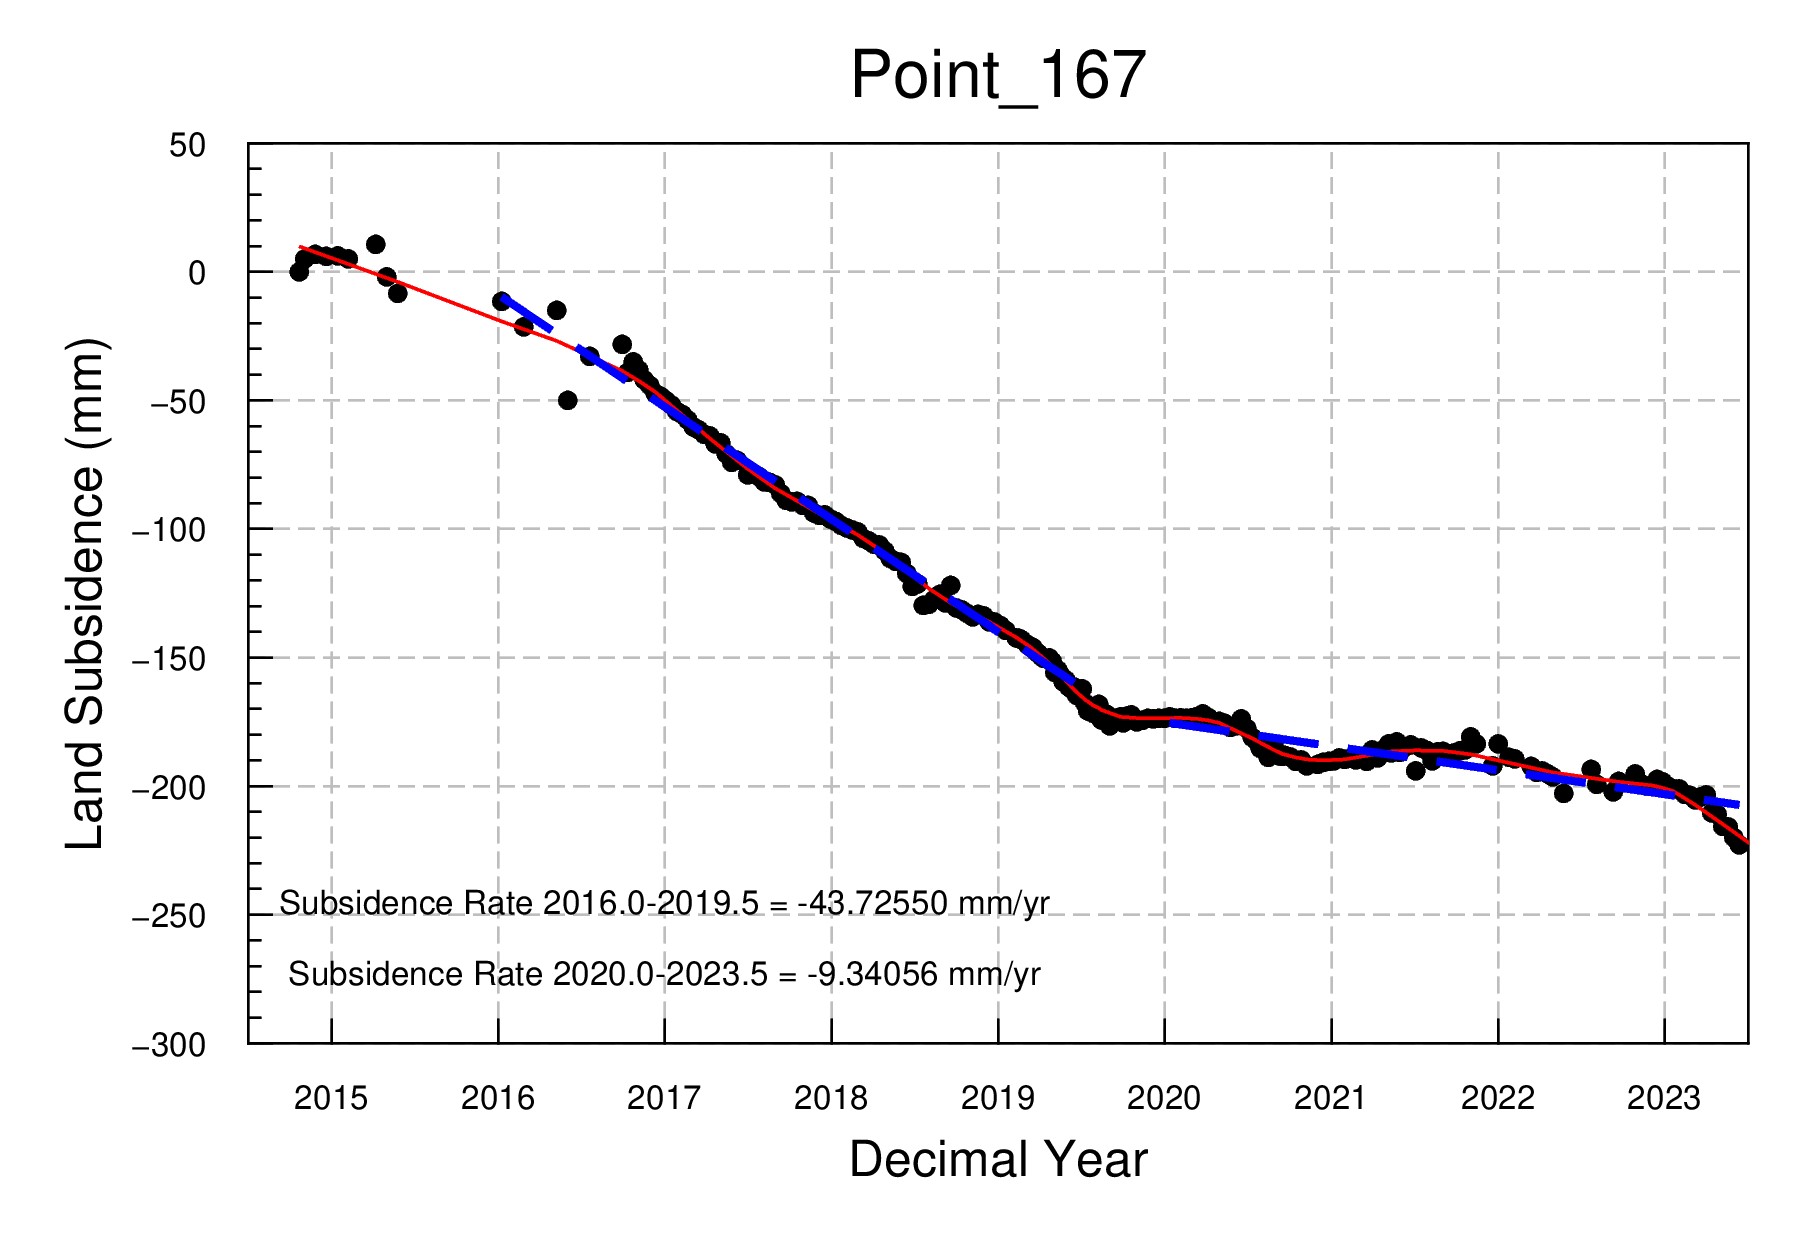 Point_167
50
0
−50
−100
−150
−200
−250
−300
Land Subsidence (mm)
Subsidence Rate 2016.0-2019.5 = -43.72550 mm/yr
Subsidence Rate 2020.0-2023.5 = -9.34056 mm/yr
2015 2016 2017 2018 2019 2020 2021 2022 2023
Decimal Year